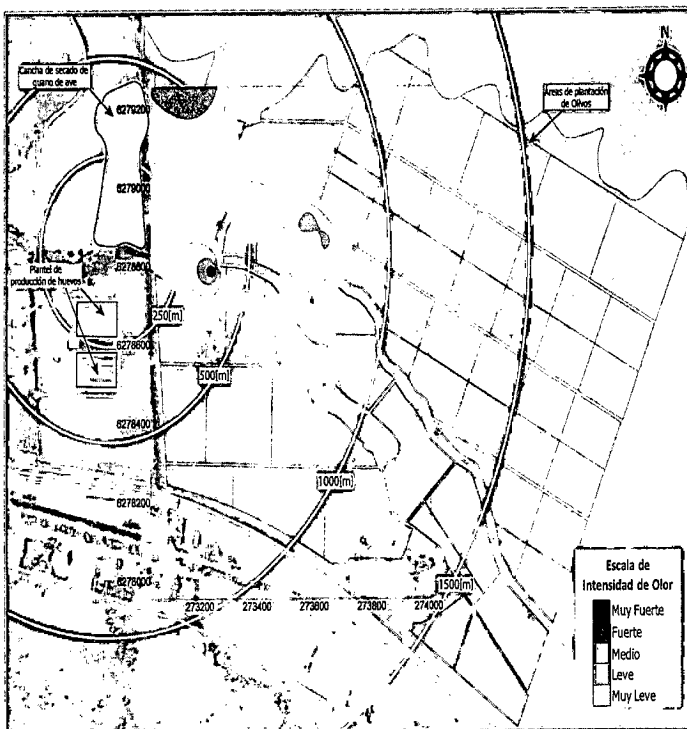 N
Cancha de secado de
guano de ave
Áreas de plantación
de Olivos
6279200
6279000
6278800
Plantel de
producción de huevos
250[m]
6278600
500[m]
6278400
1000[m]
6278200
6278000
1500[m]
273200
273400
273600
273800
274000
Escala de
Intensidad de Olor
Muy Fuerte
Fuerte
Medio
Leve
Muy Leve